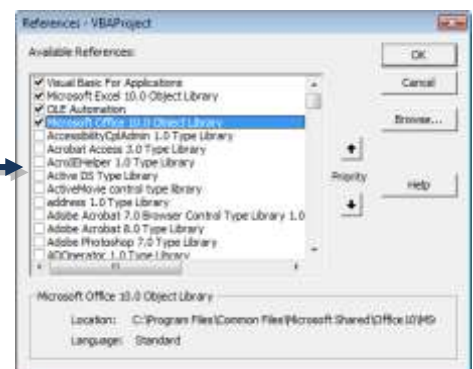 References - VBAProject
Available References:
OK
Cancel
Browse...
Priority
Help
Visual Basic For Applications
Microsoft Excel 10.0 Object Library
OLE Automation
Microsoft Office 10.0 Object Library
AccessibilityCplAdmin 1.0 Type Library
Acrobat Access 3.0 Type Library
AcroIEHelper 1.0 Type Library
Active DS Type Library
ActiveMovie control type library
address 1.0 Type Library
Adobe Acrobat 7.0 Browser Control Type Library 1.0
Adobe Acrobat 8.0 Type Library
Adobe Photoshop 7.0 Type Library
1.0 Type Library
Microsoft Office 10.0 Object Library
Location: C:\Program Files\Common Files\Microsoft Shared\Office10\MS
Language: Standard